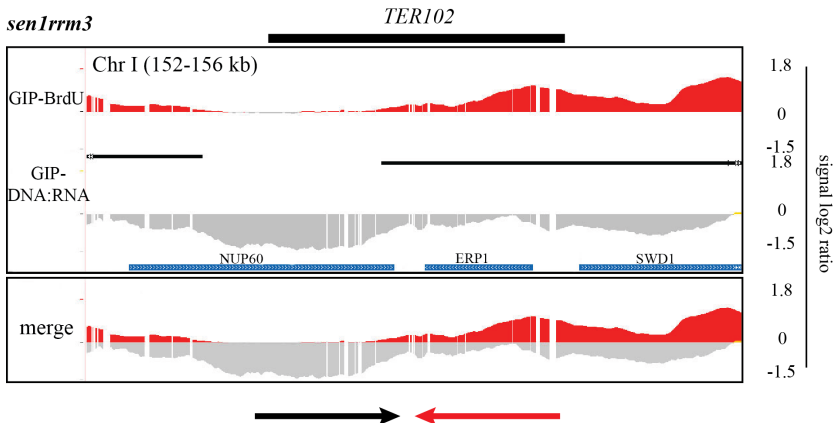 sen1rrm3
TER102
Chr I (152-156 kb)
GIP-BrdU
1.8
0
-1.5
GIP-
DNA:RNA
1.8
0
-1.5
NUP60
ERP1
SWD1
merge
1.8
0
-1.5
signal log2 ratio